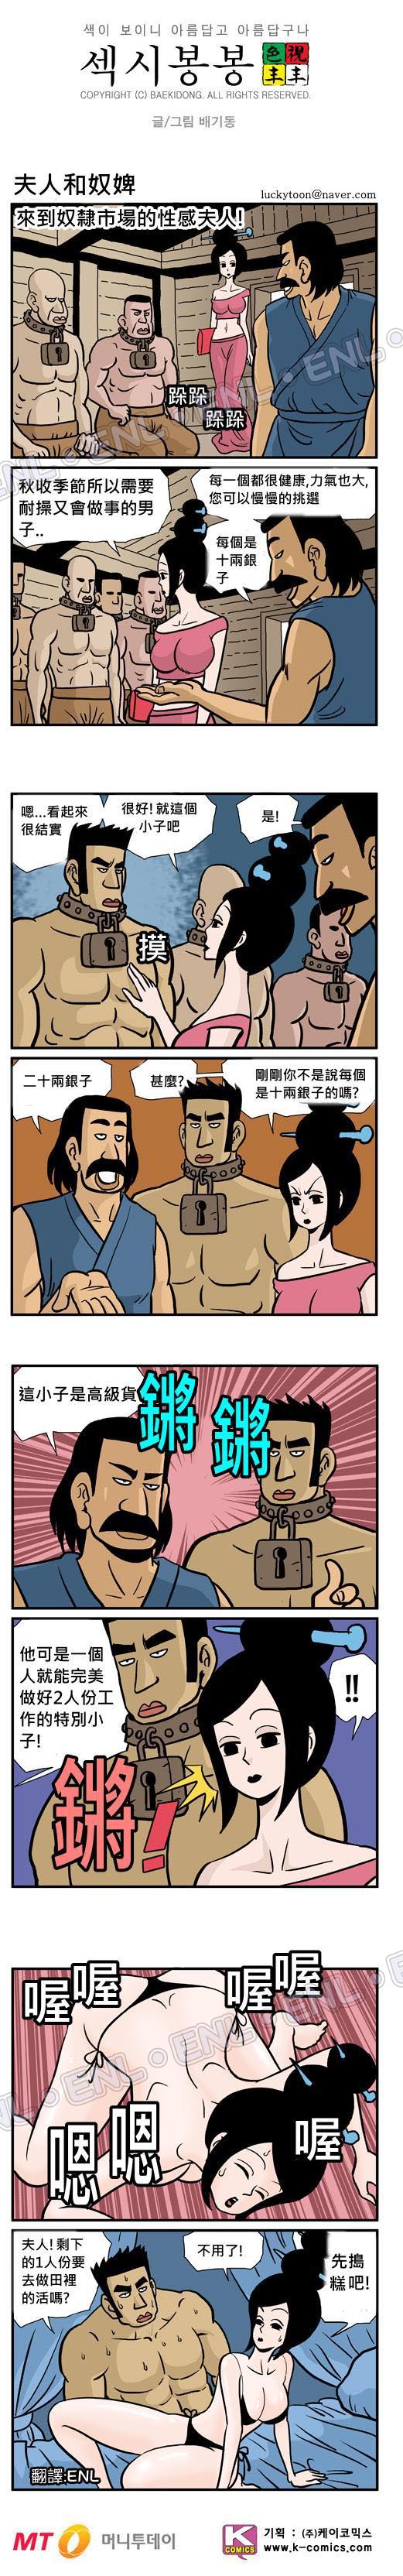 색이 보이니 아름답고 아름답구나
섹시봉봉 色視
주주
COPYRIGHT (C) BAEKIDONG. ALL RIGHTS RESERVED.
글/그림 배기동
夫人和奴婢
luckytoon@naver.com
來到奴隸市場的性感夫人!
跺跺
跺跺
秋收季節所以需要
耐操又會做事的男
子..
每一個都很健康,力氣也大,
您可以慢慢的挑選
每個是
十兩銀
子
嗯...看起來
很結實
很好!就這個
小子吧
是!
摸
二十兩銀子
甚麼?
剛剛你不是說每個
是十兩銀子的嗎?
這小子是高級貨
鏘
鏘
他可是一個
人就能完美
做好2人份工
作的特別小
子!
!!
鏘!
喔喔
喔喔
嗯嗯
喔
夫人!剩下
的1人份要
去做田裡
的活嗎?
不用了!
先搗
糕吧!
翻譯:ENL
ENL
MT 머니투데이
K COMICS
기획 : (주)케이코믹스
www.k-comics.com